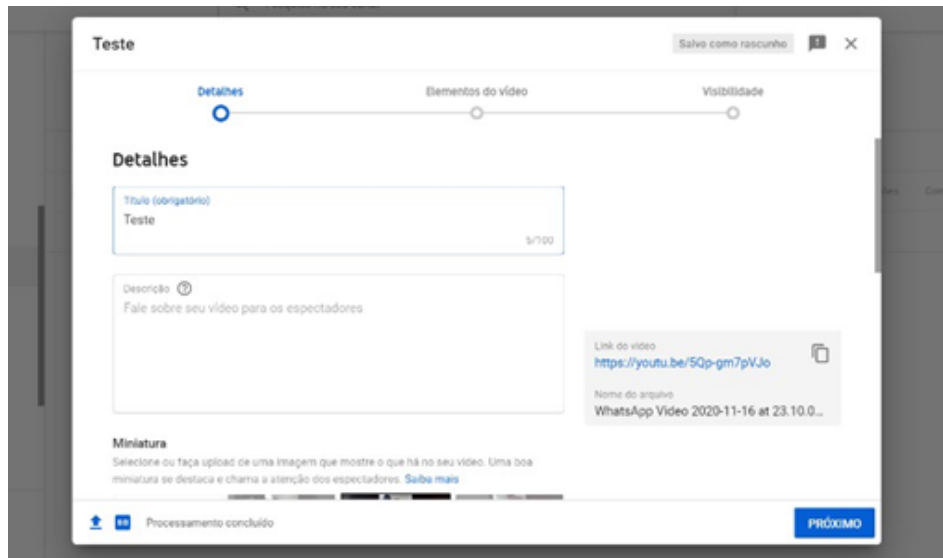 Teste
Salvo como rascunho
Detalhes
Elementos do vídeo
Visibilidade
Detalhes
Título (obrigatório)
Teste
5/100
Descrição
Fale sobre seu vídeo para os espectadores
Link do vídeo
https://youtu.be/5Qp-gm7pVJo
Nome do arquivo
WhatsApp Video 2020-11-16 at 23.10.0...
Miniatura
Selecione ou faça upload de uma imagem que mostre o que há no seu vídeo. Uma boa
miniatura se destaca e chama a atenção dos espectadores. Saiba mais
Processamento concluído
PRÓXIMO